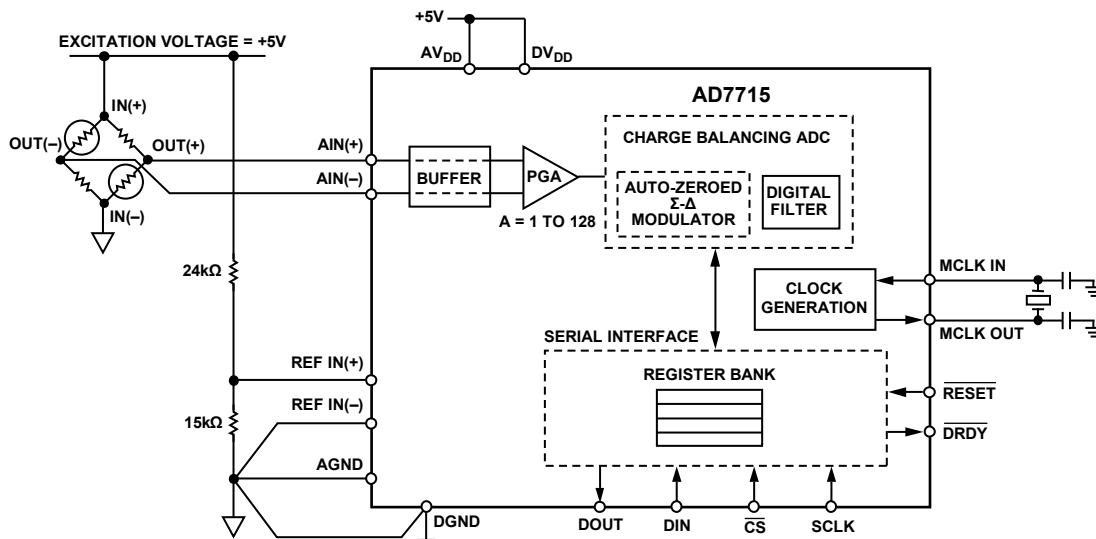 +5V
EXCITATION VOLTAGE = +5V
AVDD
DVDD
AD7715
IN(+)
OUT(–)
OUT(+)
IN(–)
AIN(+)
AIN(–)
BUFFER
PGA
A = 1 TO 128
CHARGE BALANCING ADC
AUTO-ZEROED
Σ-Δ
MODULATOR
DIGITAL
FILTER
24kΩ
MCLK IN
CLOCK
GENERATION
MCLK OUT
SERIAL INTERFACE
REGISTER BANK
REF IN(+)
REF IN(–)
15kΩ
AGND
RESET
DRDY
DGND
DOUT
DIN
CS
SCLK